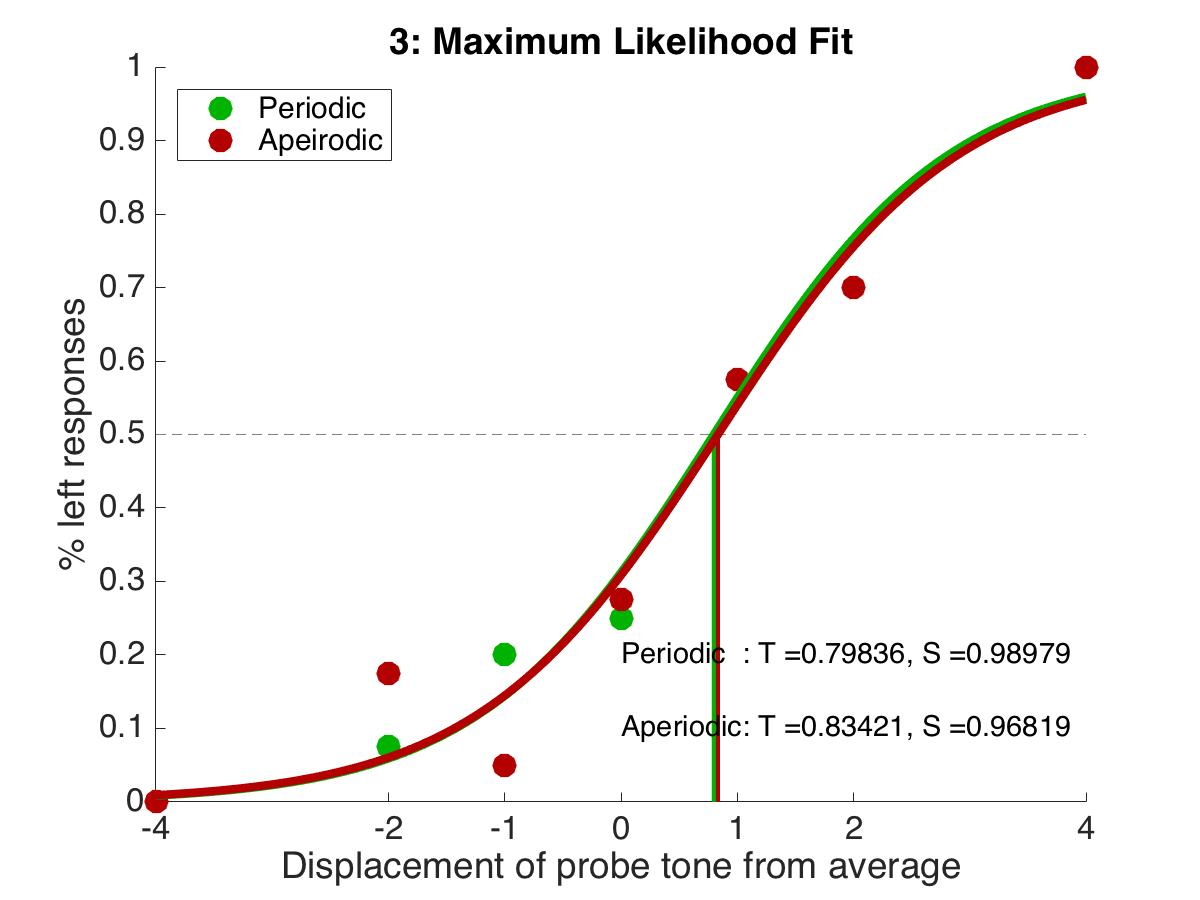 3: Maximum Likelihood Fit
Periodic
Apeirodic
1
0.9
0.8
0.7
0.6
0.5
0.4
0.3
0.2
0.1
0
% left responses
Periodic : T =0.79836, S =0.98979
Aperiodic: T =0.83421, S =0.96819
-4 -2 -1 0 1 2 4
Displacement of probe tone from average